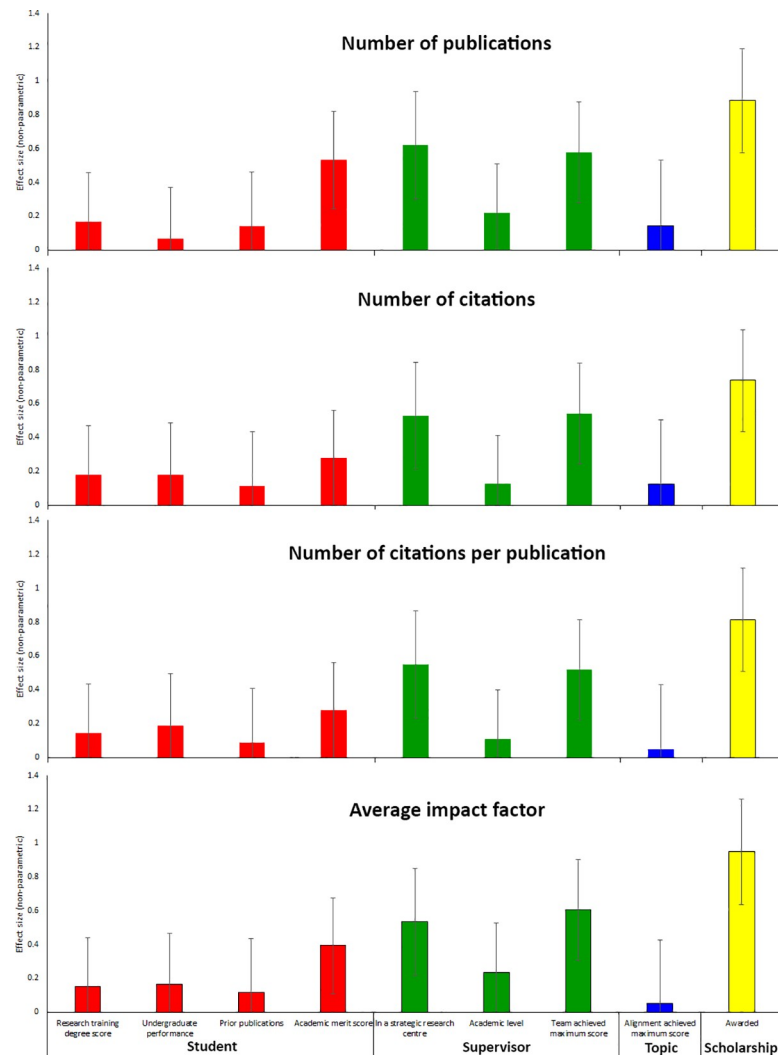 Number of publications
Effect size (non-paarametric)
1.4
1.2
1
0.8
0.6
0.4
0.2
0
Number of citations
Effect size (non-paarametric)
1.4
1.2
1
0.8
0.6
0.4
0.2
0
Number of citations per publication
Effect size (non-paarametric)
1.4
1.2
1
0.8
0.6
0.4
0.2
0
Average impact factor
Effect size (non-paarametric)
1.4
1.2
1
0.8
0.6
0.4
0.2
0
Research training
degree score
Undergraduate
performance
Prior publications
Academic merit score
In a strategic research
centre
Academic level
Team achieved
maximum score
Alignment achieved
maximum score
Awarded
Student
Supervisor
Topic
Scholarship